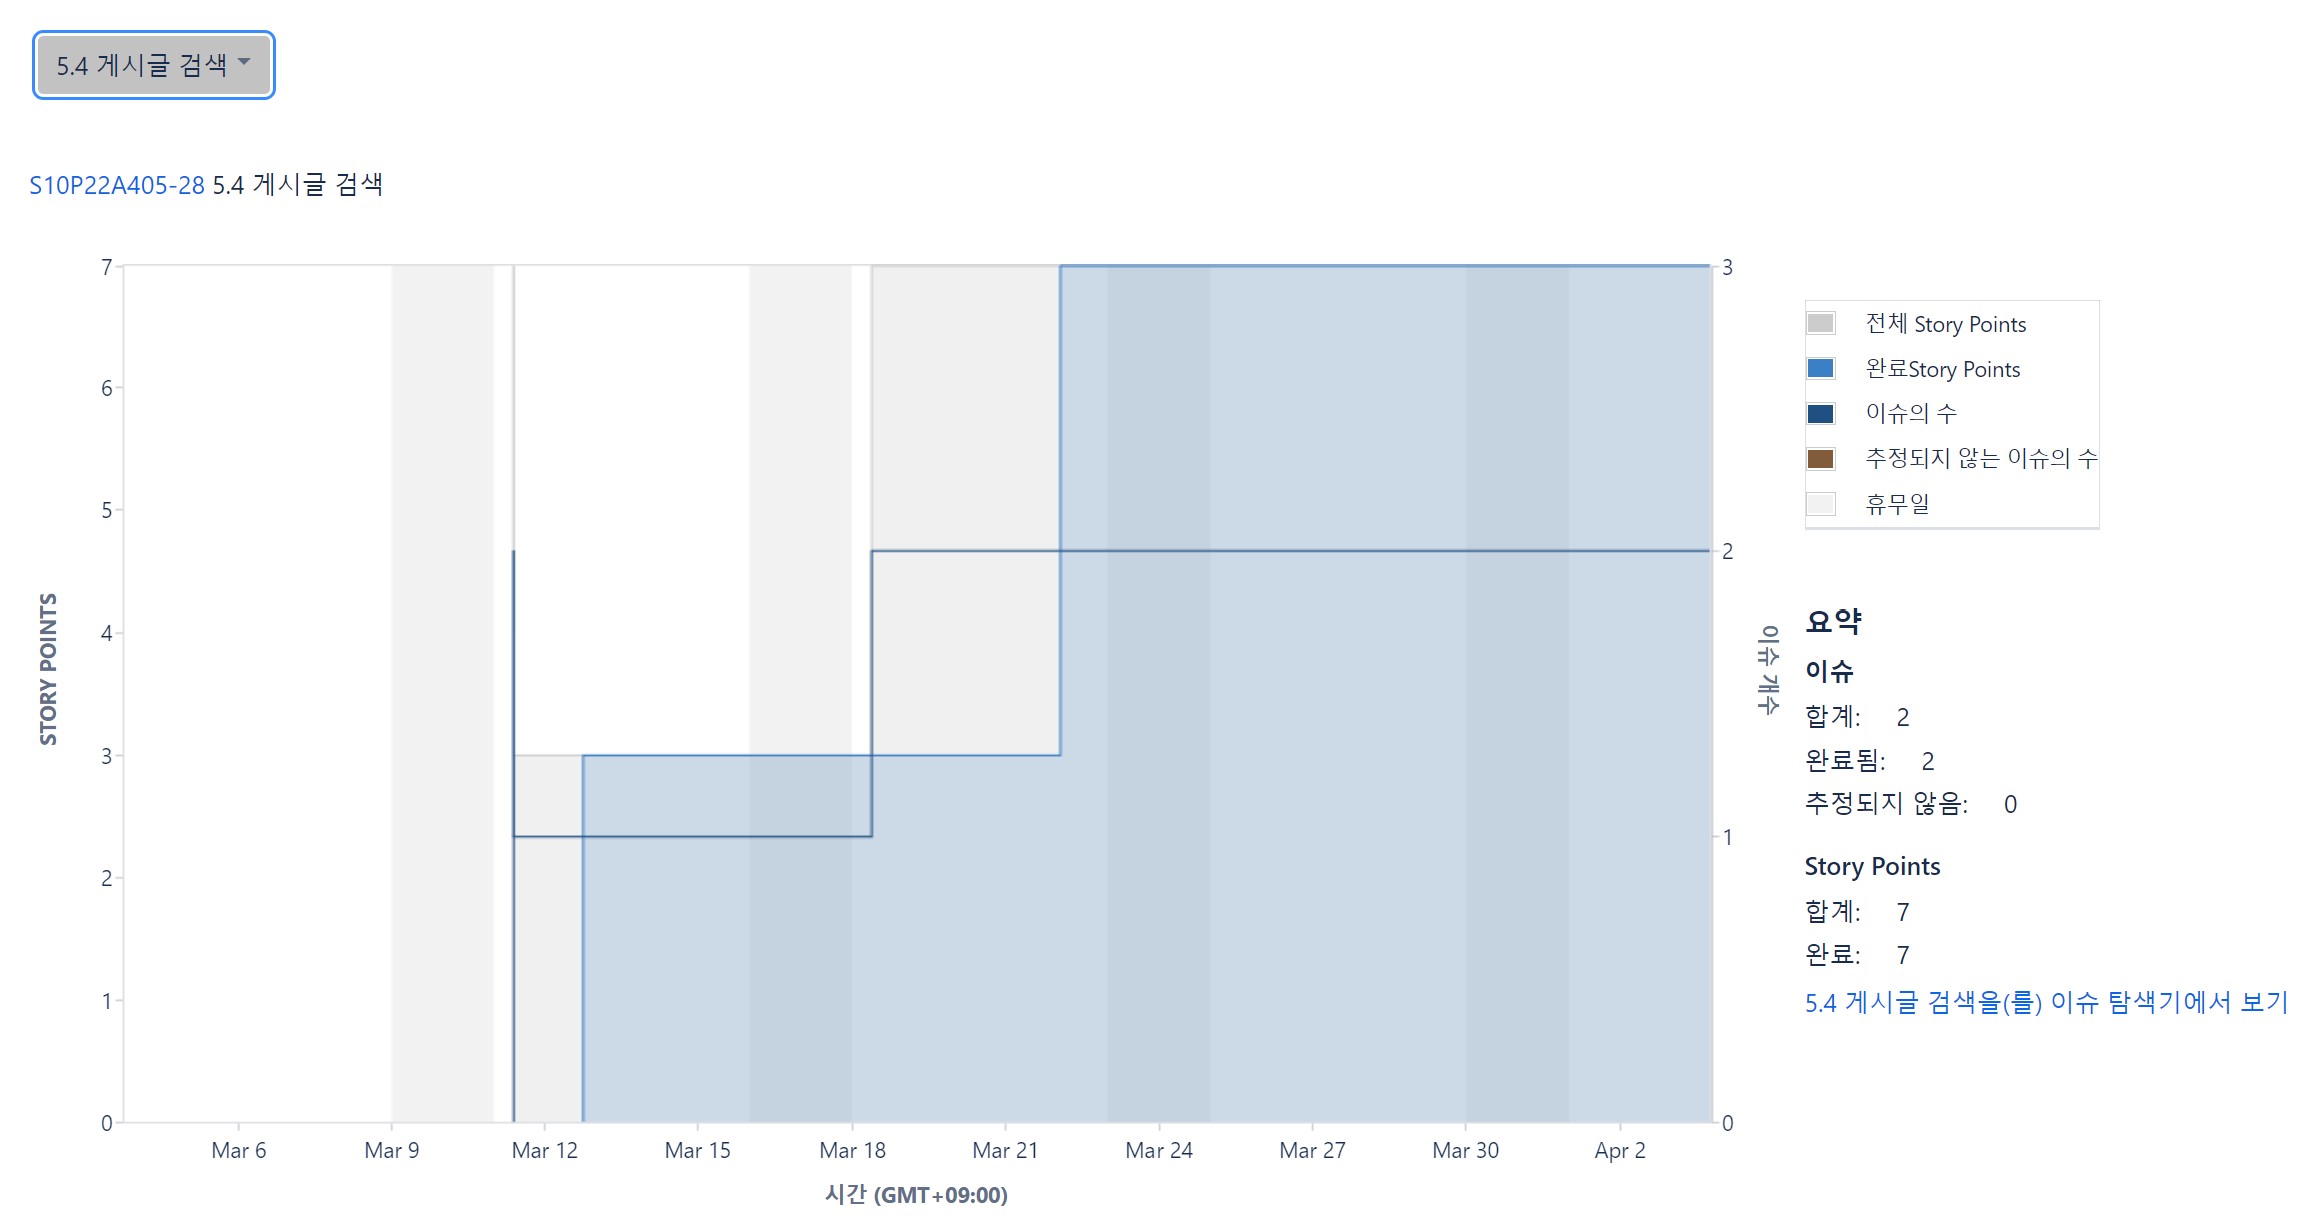 5.4 게시글 검색
S10P22A405-28 5.4 게시글 검색
7
6
5
4
3
2
1
0
STORY POINTS
3
2
1
0
이슈 개수
Mar 6
Mar 9
Mar 12
Mar 15
Mar 18
Mar 21
Mar 24
Mar 27
Mar 30
Apr 2
시간 (GMT+09:00)
전체 Story Points
완료Story Points
이슈의 수
추정되지 않는 이슈의 수
휴무일
요약
이슈
합계: 2
완료됨: 2
추정되지 않음: 0
Story Points
합계: 7
완료: 7
5.4 게시글 검색을(를) 이슈 탐색기에서 보기